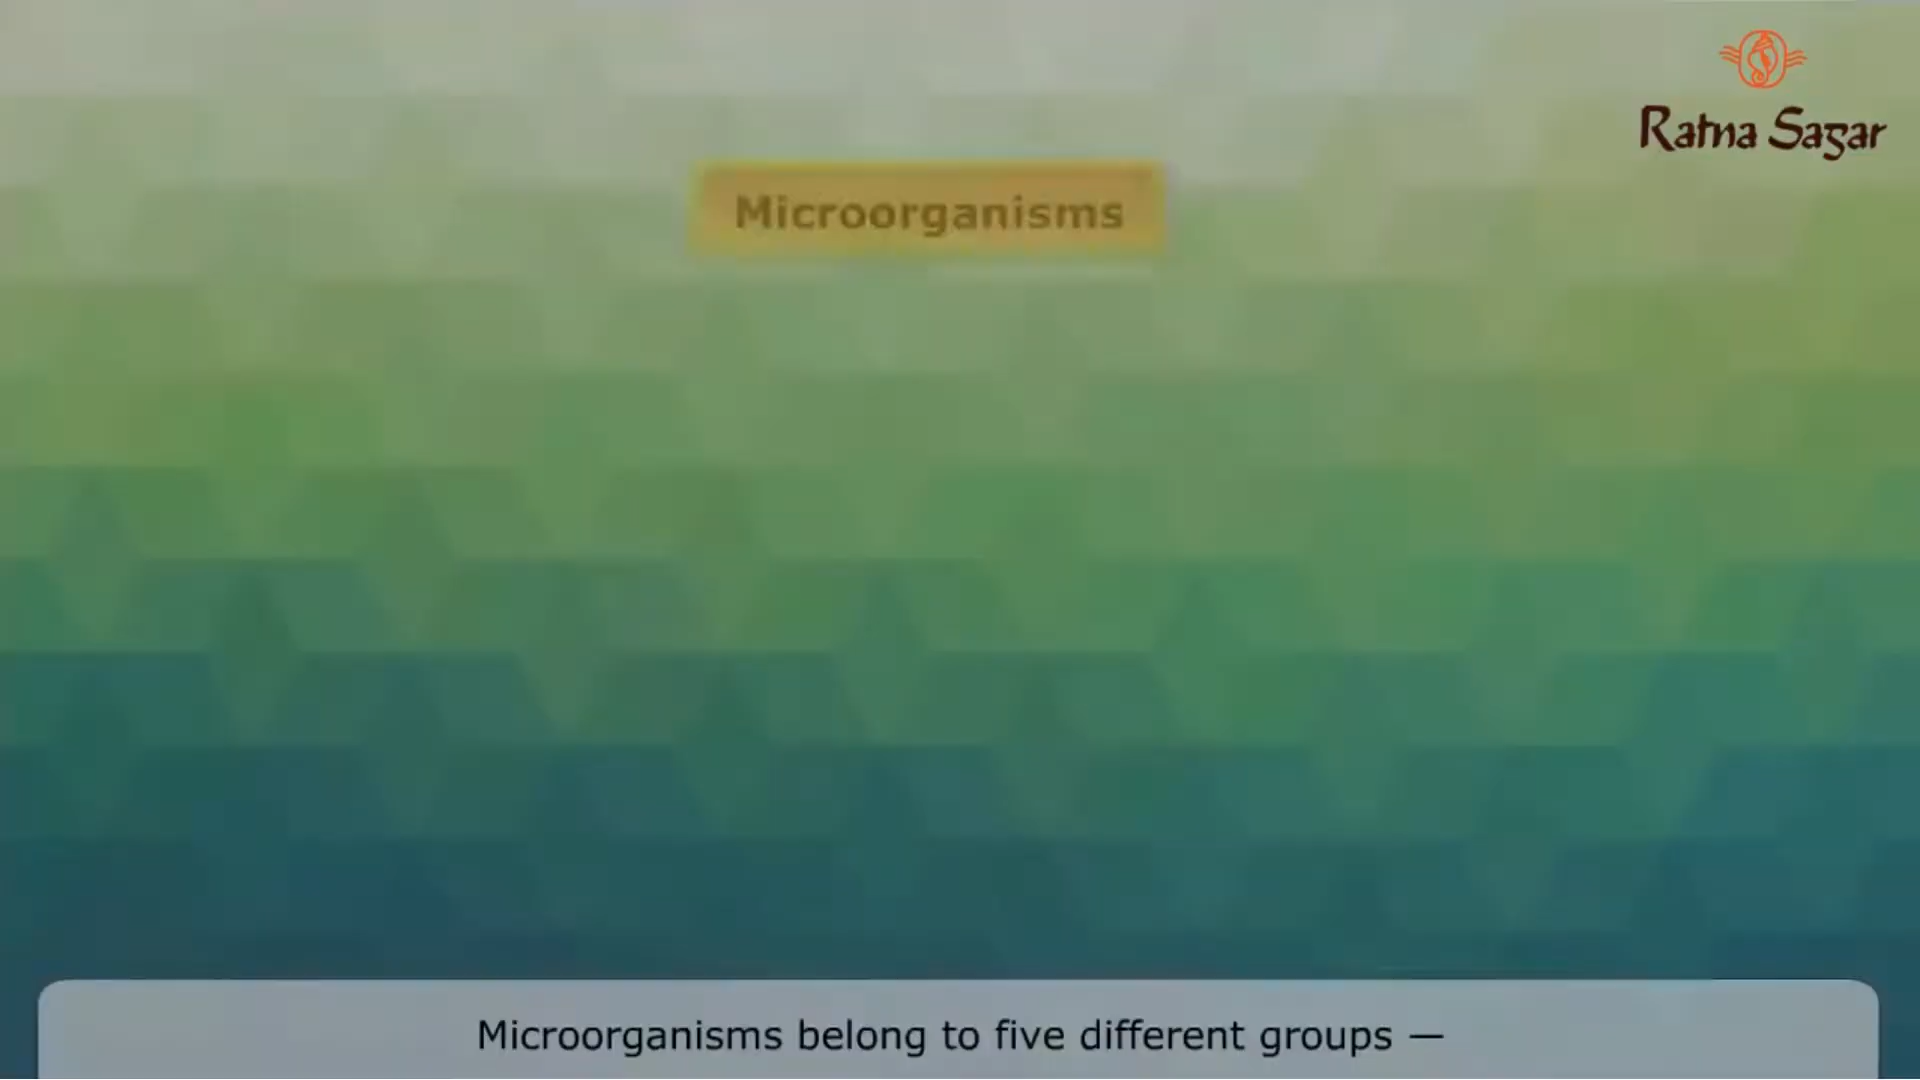 Ratna Sagar
Microorganisms
Microorganisms belong to five different groups —